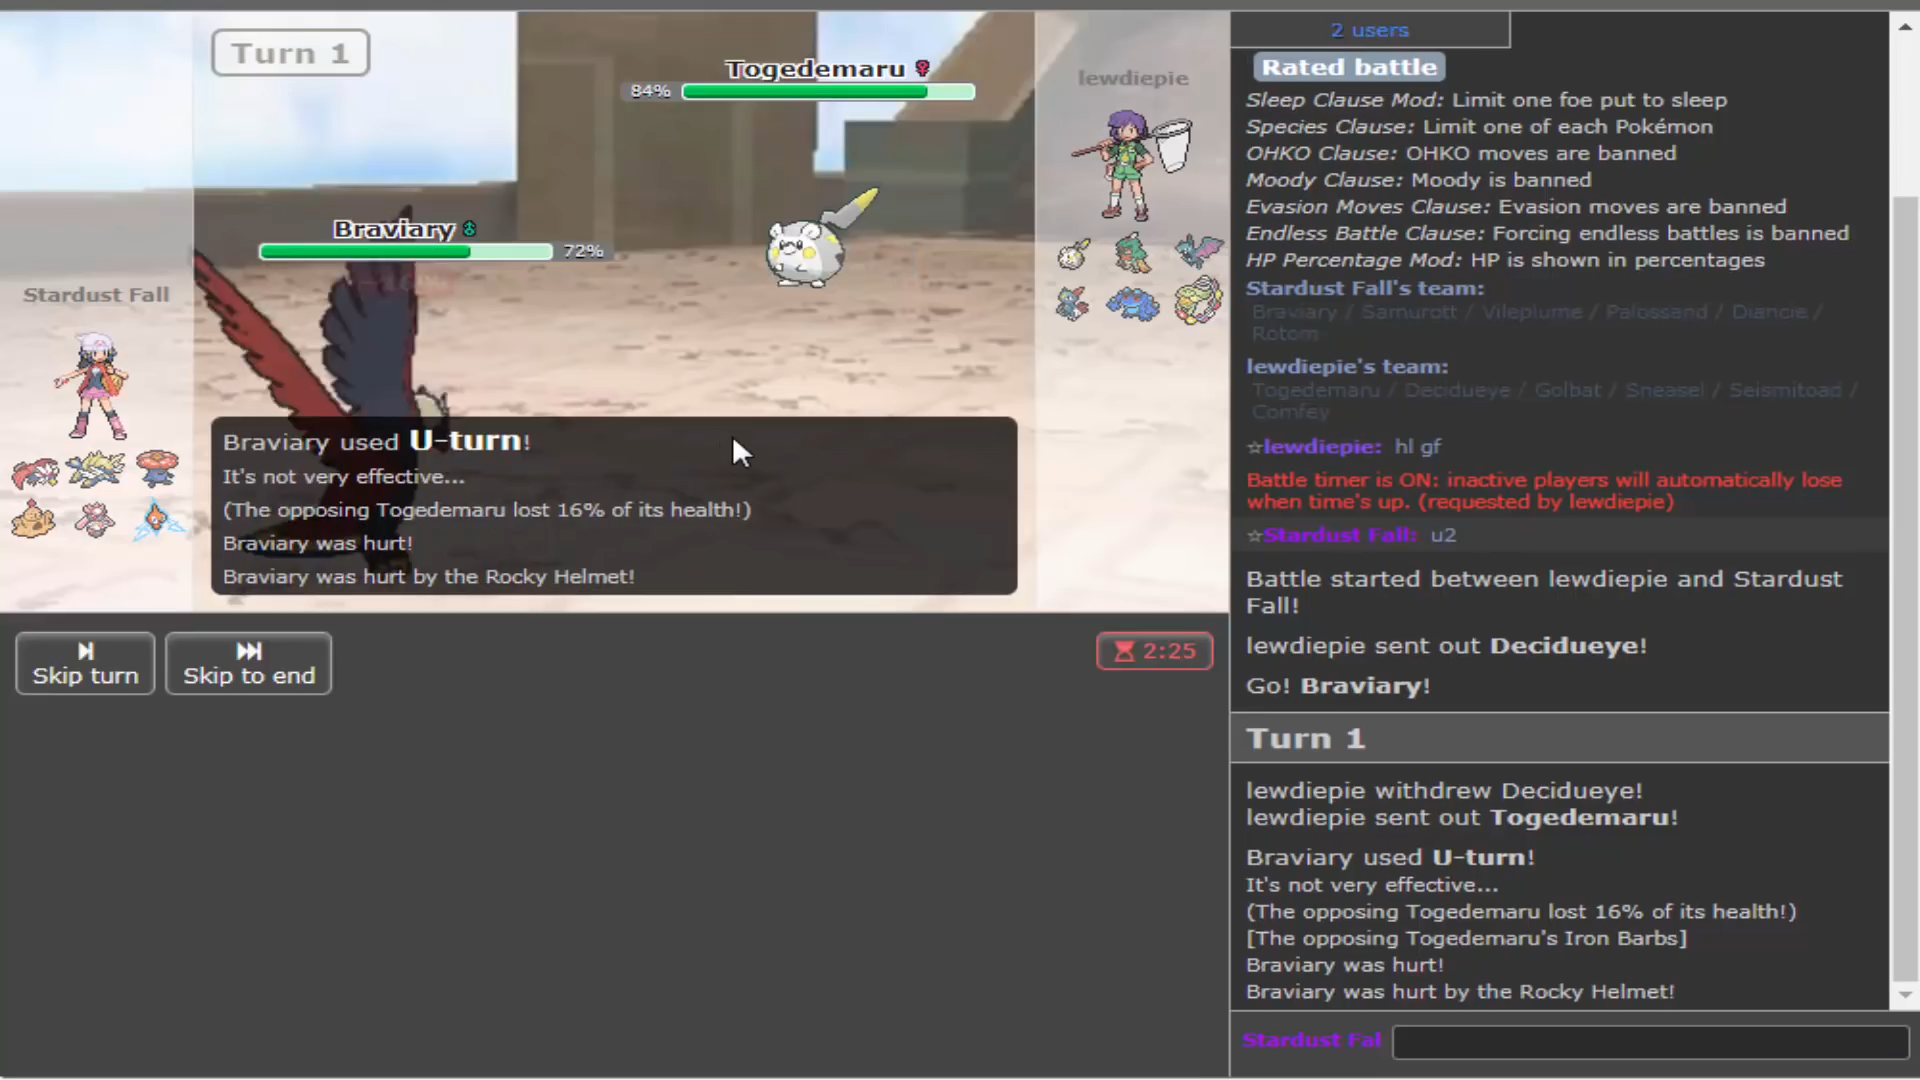 Turn 1
Togedemaru
84%
lewdiepie
Braviary
72%
Stardust Fall
Braviary used U-turn!
It's not very effective...
(The opposing Togedemaru lost 16% of its health!)
Braviary was hurt!
Braviary was hurt by the Rocky Helmet!
Skip turn
Skip to end
2:25
2 users
Rated battle
Sleep Clause Mod: Limit one foe put to sleep
Species Clause: Limit one of each Pokémon
OHKO Clause: OHKO moves are banned
Moody Clause: Moody is banned
Evasion Moves Clause: Evasion moves are banned
Endless Battle Clause: Forcing endless battles is banned
HP Percentage Mod: HP is shown in percentages
Stardust Fall's team:
Braviary / Samurott / Vileplume / Palossand / Diancie /
Rotom
lewdiepie's team:
Togedemaru / Decidueye / Golbat / Sneasel / Seismitoad /
Comfey
☆lewdiepie: hl gf
Battle timer is ON: inactive players will automatically lose
when time's up. (requested by lewdiepie)
☆Stardust Fall: u2
Battle started between lewdiepie and Stardust
Fall!
lewdiepie sent out Decidueye!
Go! Braviary!
Turn 1
lewdiepie withdrew Decidueye!
lewdiepie sent out Togedemaru!
Braviary used U-turn!
It's not very effective...
(The opposing Togedemaru lost 16% of its health!)
[The opposing Togedemaru's Iron Barbs]
Braviary was hurt!
Braviary was hurt by the Rocky Helmet!
Stardust Fal